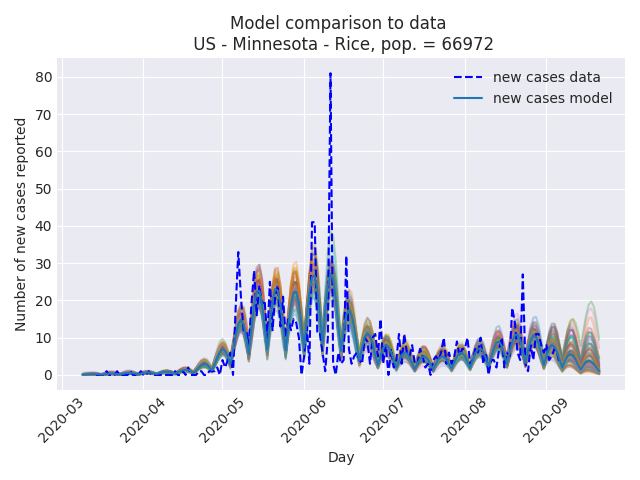 Model comparison to data
US - Minnesota - Rice, pop. = 66972
new cases data
new cases model
Number of new cases reported
80
70
60
50
40
30
20
10
0
2020-03
2020-04
2020-05
2020-06
2020-07
2020-08
2020-09
Day